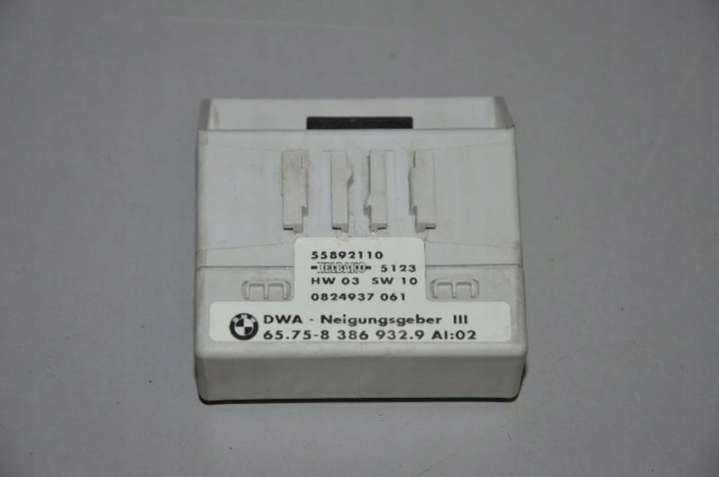 55892110
-HELBAKO- 5123
HW 03 SW 10
0824937 061
DWA - Neigungsgeber III
65.75-8 386 932.9 AI:02